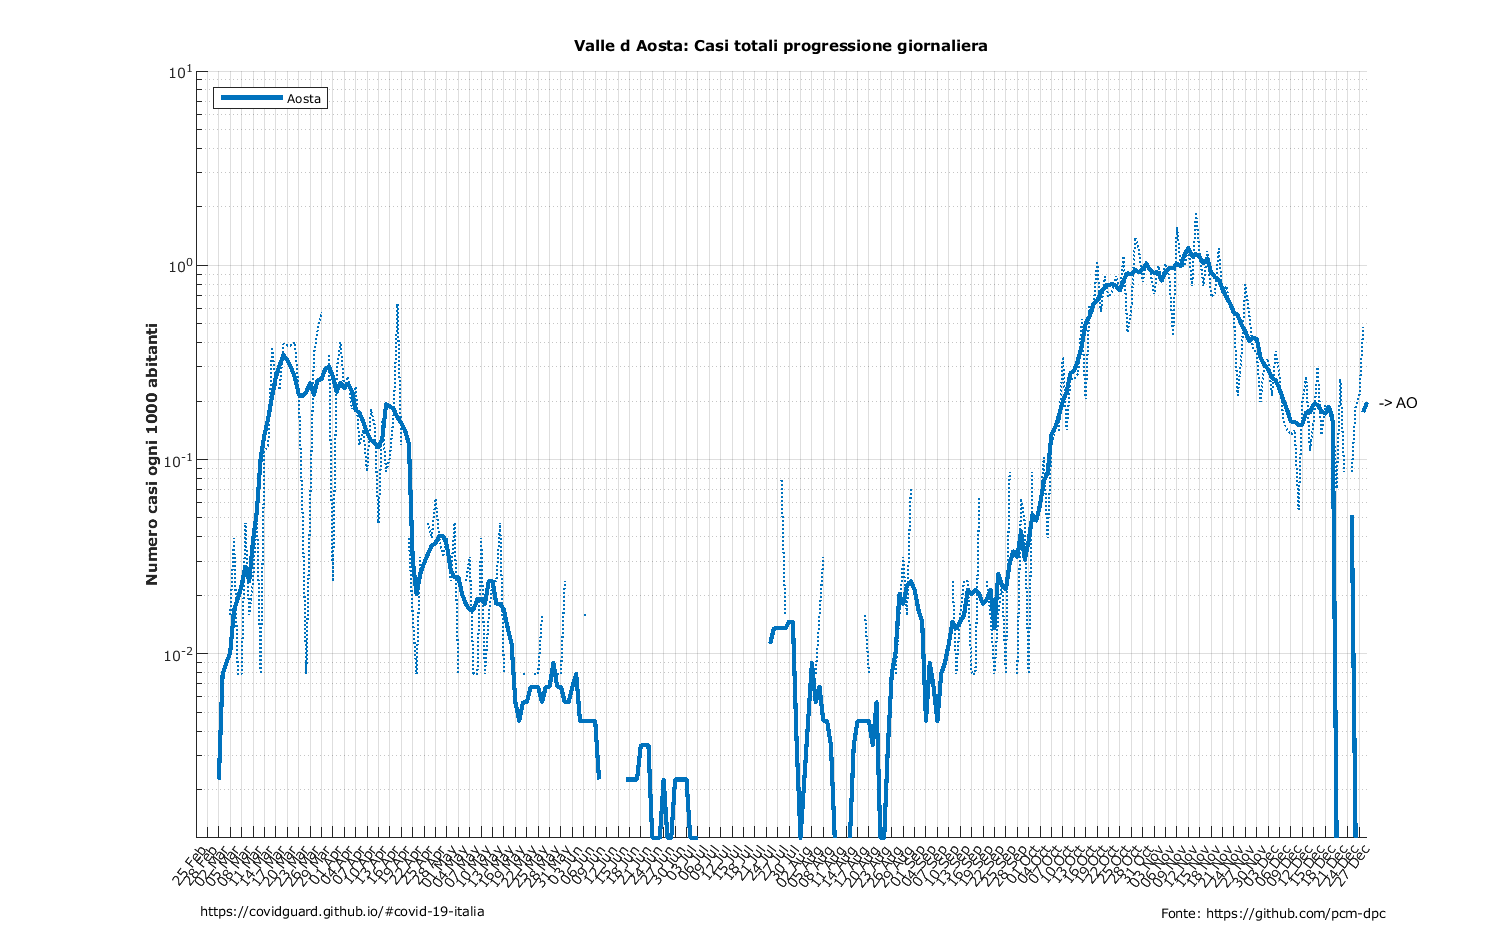 Valle d Aosta: Casi totali progressione giornaliera
Aosta
Numero casi ogni 1000 abitanti
10^1
10^0
10^-1
10^-2
-> AO
25 Feb
28 Feb
02 Mar
05 Mar
08 Mar
11 Mar
14 Mar
17 Mar
20 Mar
23 Mar
26 Mar
29 Mar
01 Apr
04 Apr
07 Apr
10 Apr
13 Apr
16 Apr
19 Apr
22 Apr
25 Apr
28 Apr
01 May
04 May
07 May
10 May
13 May
16 May
19 May
22 May
25 May
28 May
31 May
03 Jun
06 Jun
09 Jun
12 Jun
15 Jun
18 Jun
21 Jun
24 Jun
27 Jun
30 Jun
03 Jul
06 Jul
09 Jul
12 Jul
15 Jul
18 Jul
21 Jul
24 Jul
27 Jul
30 Jul
02 Aug
05 Aug
08 Aug
11 Aug
14 Aug
17 Aug
20 Aug
23 Aug
26 Aug
29 Aug
01 Sep
04 Sep
07 Sep
10 Sep
13 Sep
16 Sep
19 Sep
22 Sep
25 Sep
28 Sep
01 Oct
04 Oct
07 Oct
10 Oct
13 Oct
16 Oct
19 Oct
22 Oct
25 Oct
28 Oct
31 Oct
03 Nov
06 Nov
09 Nov
12 Nov
15 Nov
18 Nov
21 Nov
24 Nov
27 Nov
30 Nov
03 Dec
06 Dec
09 Dec
12 Dec
15 Dec
18 Dec
21 Dec
24 Dec
27 Dec
https://covidguard.github.io/#covid-19-italia
Fonte: https://github.com/pcm-dpc